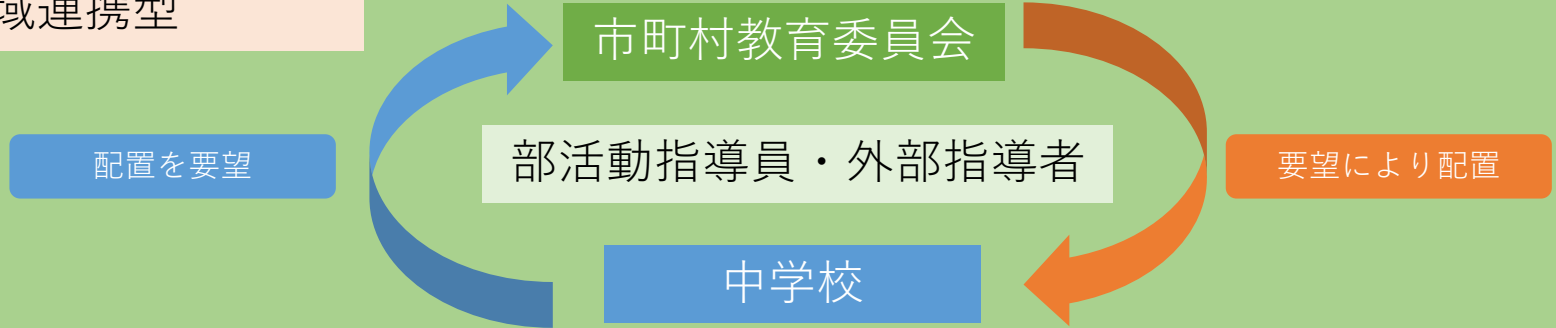 域連携型
市町村教育委員会
配置を要望
部活動指導員・外部指導者
要望により配置
中学校